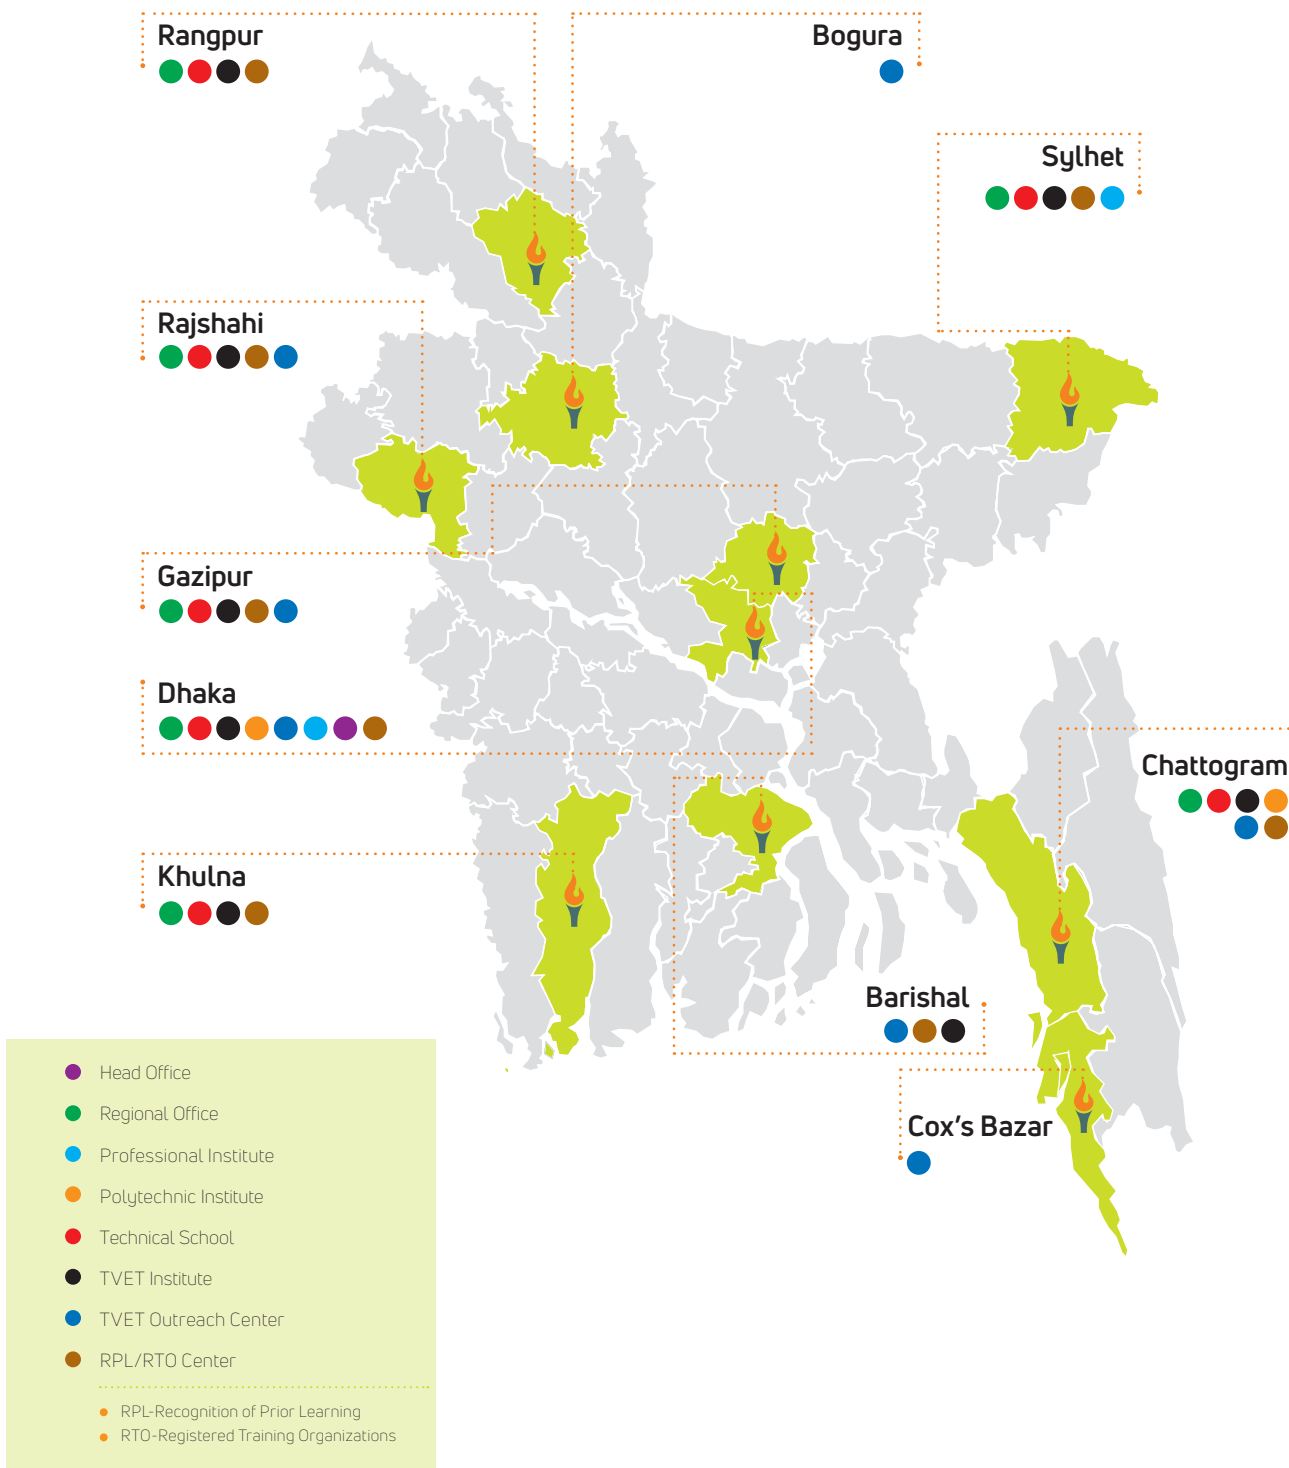 Rangpur
Bogura
Sylhet
Rajshahi
Gazipur
Dhaka
Chattogram
Khulna
Barishal
Cox's Bazar
Head Office
Regional Office
Professional Institute
Polytechnic Institute
Technical School
TVET Institute
TVET Outreach Center
RPL/RTO Center
RPL-Recognition of Prior Learning
RTO-Registered Training Organizations